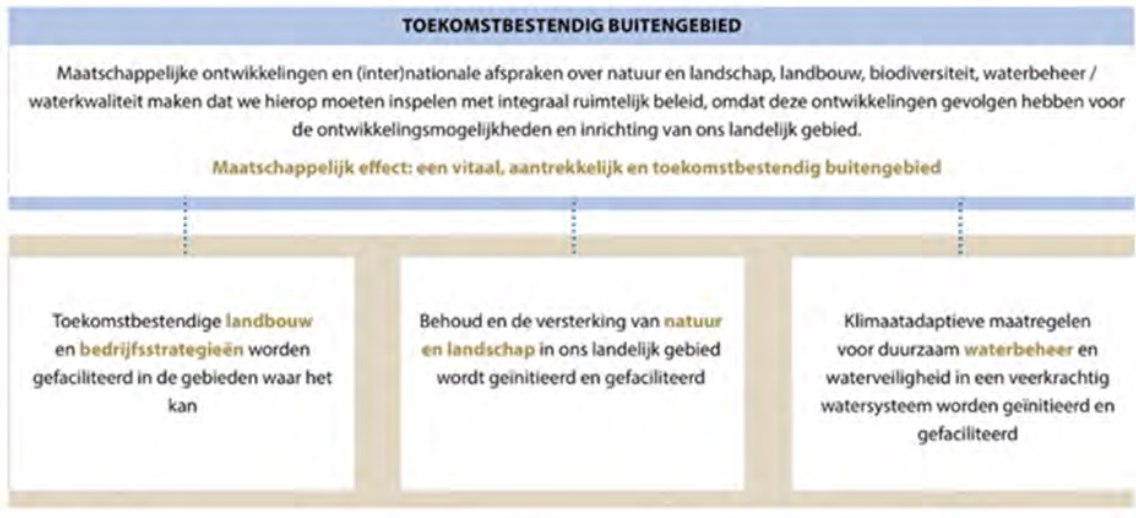 TOEKOMSTBESTENDIG BUITENGEBIED
Maatschappelijke ontwikkelingen en (inter)nationale afspraken over natuur en landschap, landbouw, biodiversiteit, waterbeheer /
waterkwaliteit maken dat we hierop moeten inspelen met integraal ruimtelijk beleid, omdat deze ontwikkelingen gevolgen hebben voor
de ontwikkelingsmogelijkheden en inrichting van ons landelijk gebied.
Maatschappelijk effect: een vitaal, aantrekkelijk en toekomstbestendig buitengebied
Toekomstbestendige landbouw
en bedrijfsstrategieën worden
gefaciliteerd in de gebieden waar het
kan
Behoud en de versterking van natuur
en landschap in ons landelijk gebied
wordt geïnitieerd en gefaciliteerd
Klimaatadaptieve maatregelen
voor duurzaam waterbeheer en
waterveiligheid in een veerkrachtig
watersysteem worden geïnitieerd en
gefaciliteerd